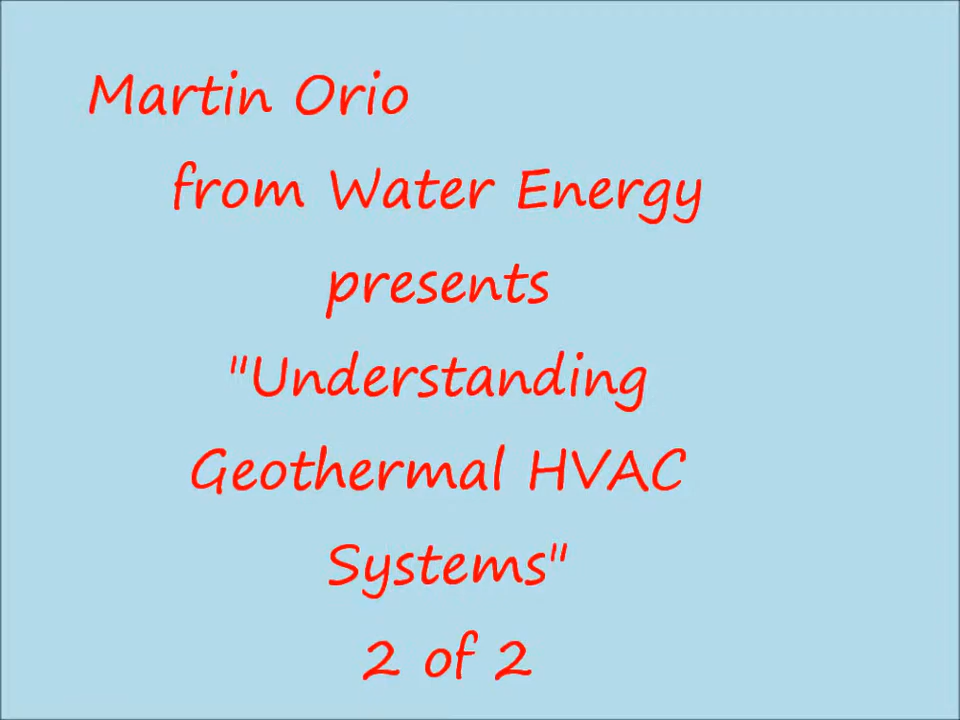 Martin Orio
from Water Energy
presents
"Understanding
Geothermal HVAC
Systems"
2 of 2